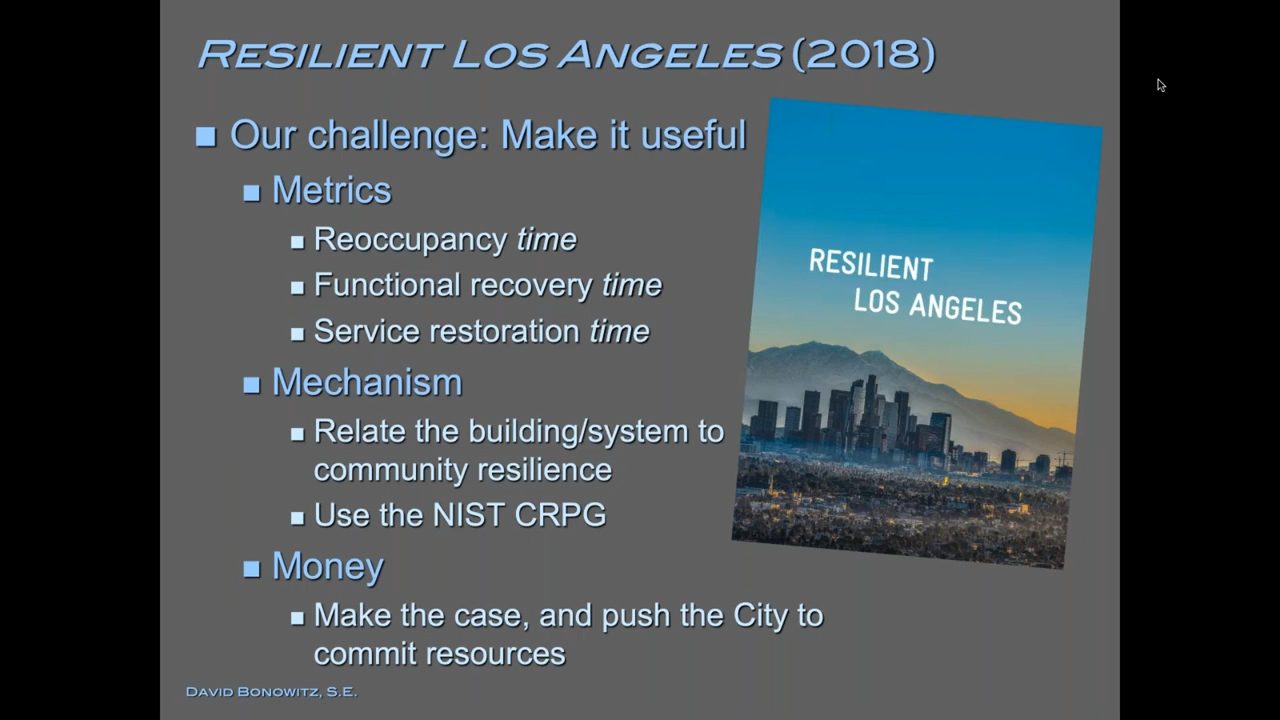 Resilient Los Angeles (2018)
Our challenge: Make it useful
Metrics
Reoccupancy time
Functional recovery time
Service restoration time
Mechanism
Relate the building/system to
community resilience
Use the NIST CRPG
Money
Make the case, and push the City to
commit resources
RESILIENT
LOS ANGELES
David Bonowitz, S.E.